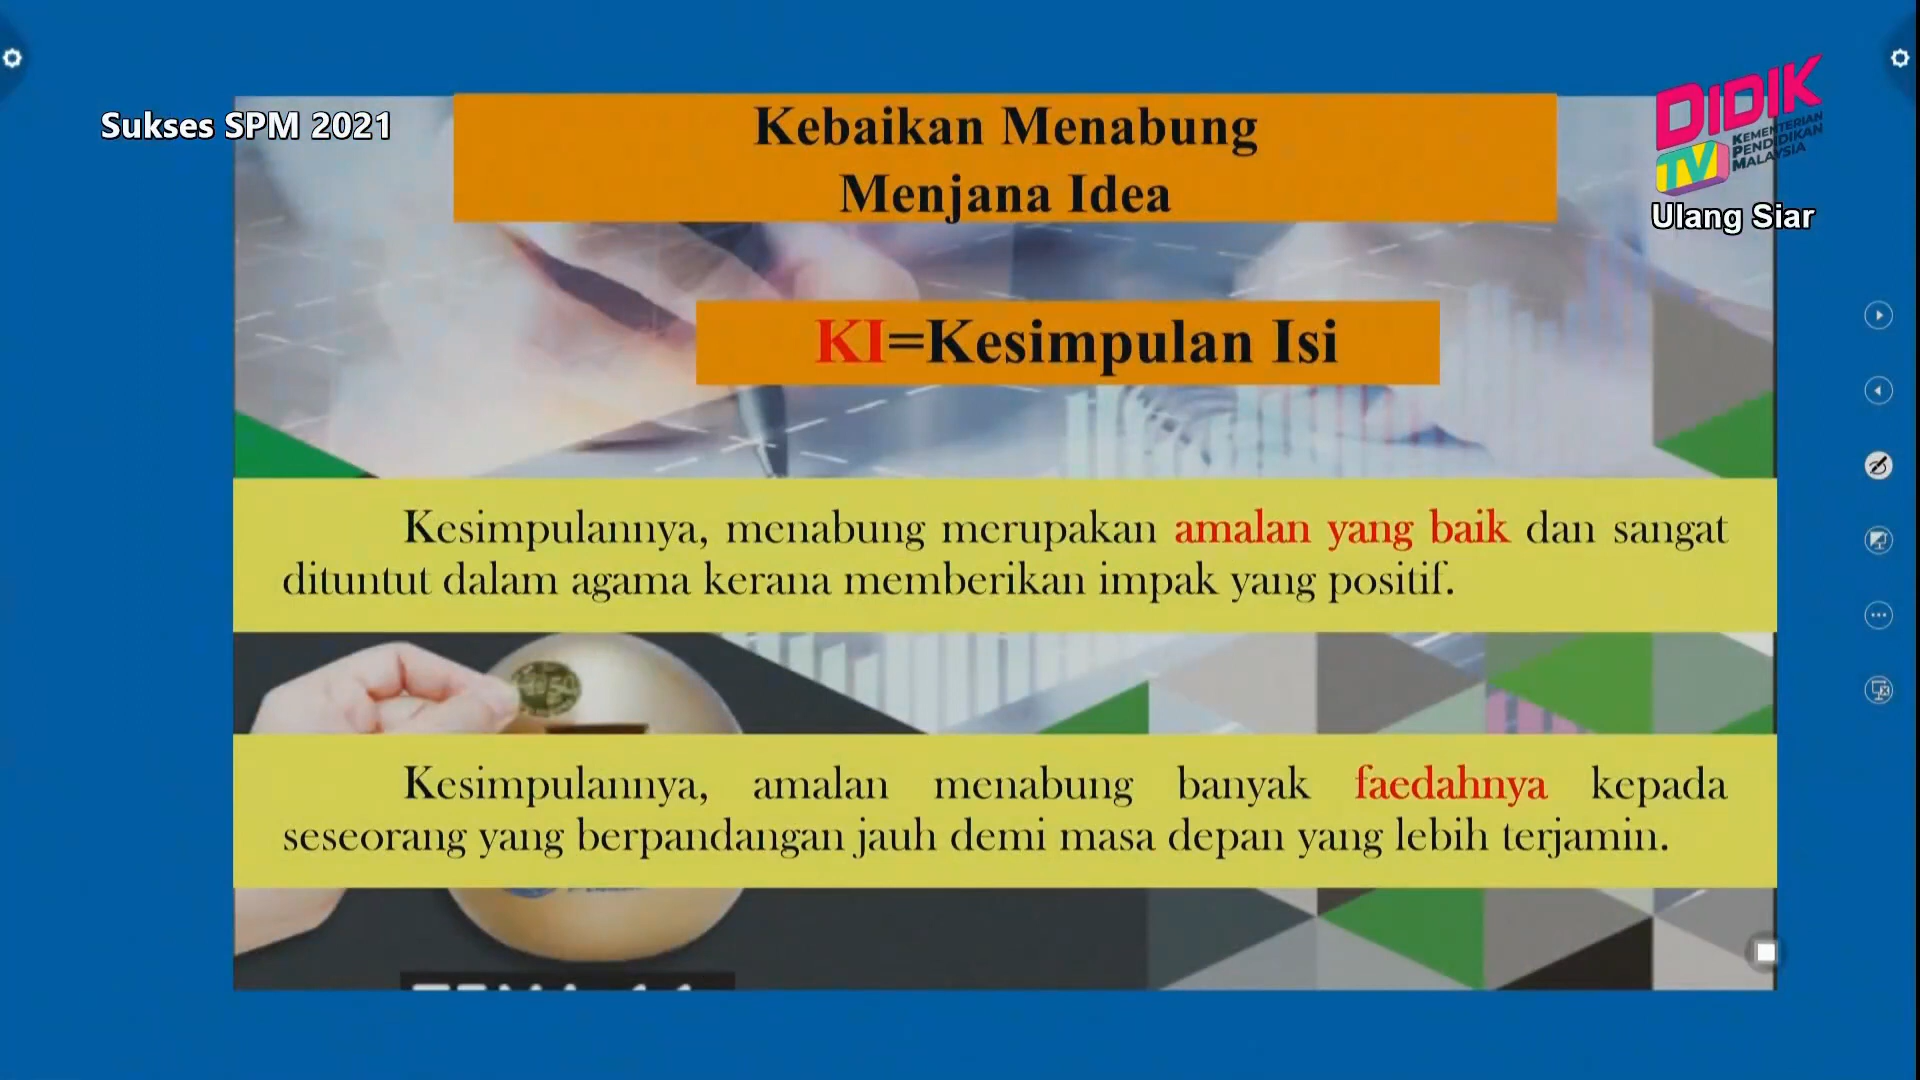 Sukses SPM 2021
DIDIK
TV
KEMENTERIAN
PENDIDIKAN
MALAYSIA
Ulang Siar
Kebaikan Menabung
Menjana Idea
KI=Kesimpulan Isi
Kesimpulannya, menabung merupakan amalan yang baik dan sangat
dituntut dalam agama kerana memberikan impak yang positif.
50
Kesimpulannya, amalan menabung banyak faedahnya kepada
seseorang yang berpandangan jauh demi masa depan yang lebih terjamin.